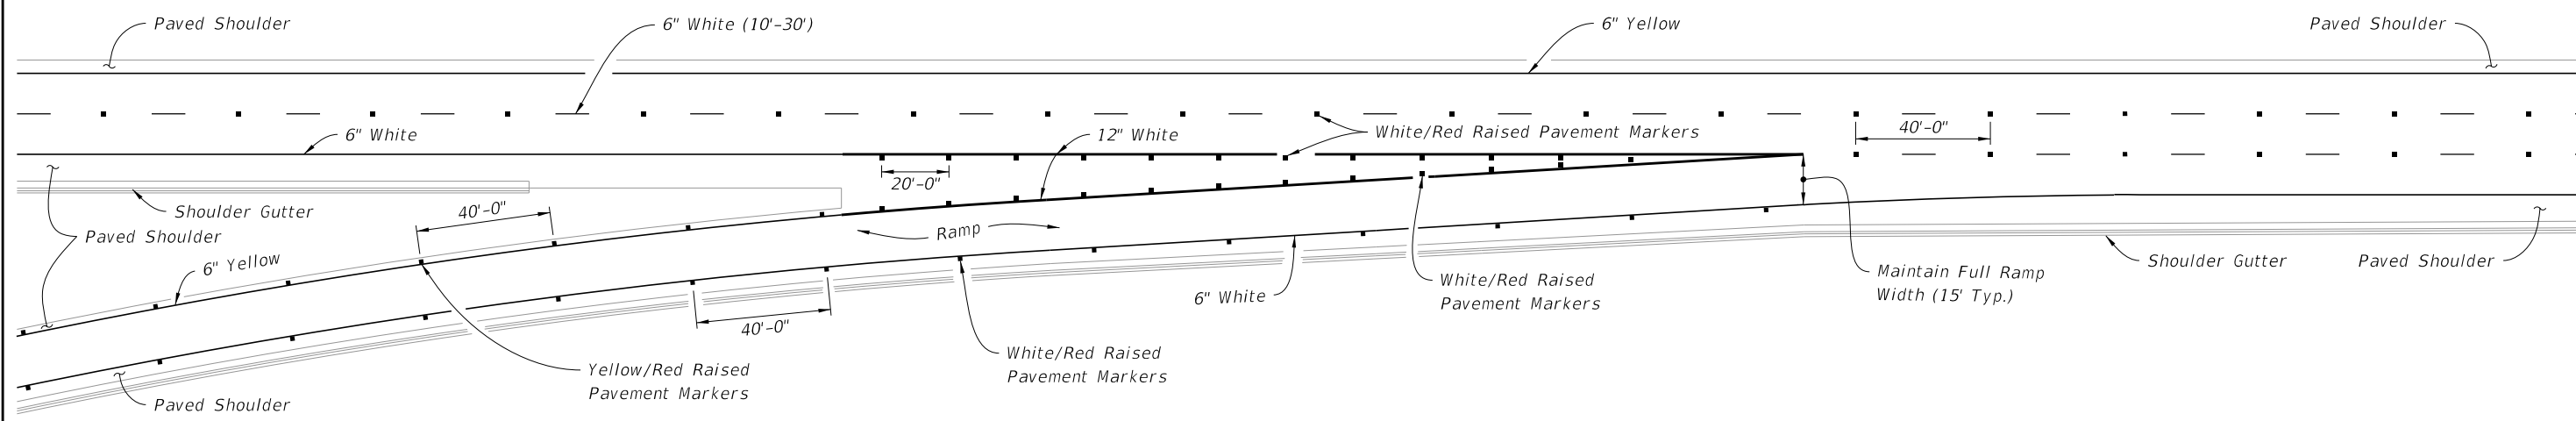 Paved Shoulder
6" White (10'-30')
6" Yellow
Paved Shoulder
6" White
12" White
White/Red Raised Pavement Markers
40'-0"
20'-0"
Shoulder Gutter
40'-0"
Paved Shoulder
Ramp
6" Yellow
Shoulder Gutter
Paved Shoulder
Maintain Full Ramp
Width (15' Typ.)
White/Red Raised
Pavement Markers
6" White
40'-0"
White/Red Raised
Pavement Markers
Yellow/Red Raised
Pavement Markers
Paved Shoulder